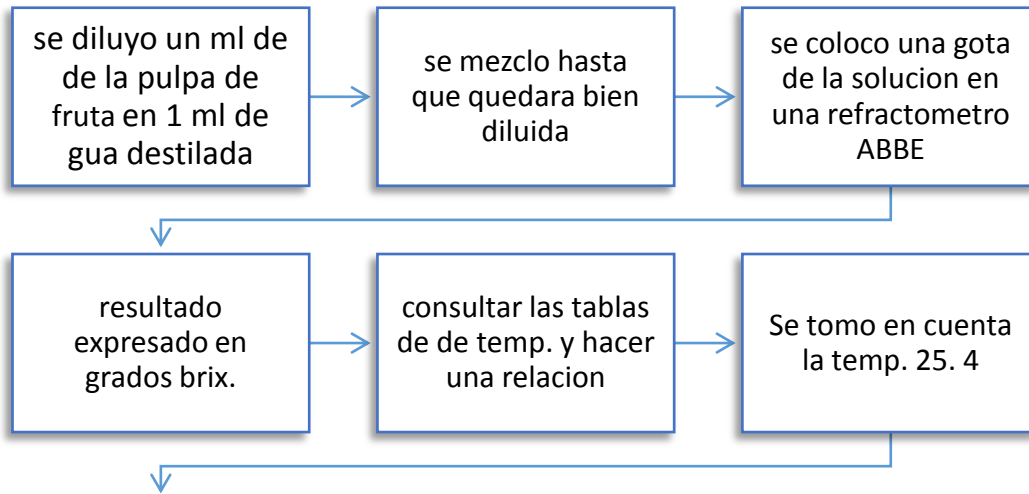 se diluyo un ml de
de la pulpa de
fruta en 1 ml de
gua destilada
se mezclo hasta
que quedara bien
diluida
se coloco una gota
de la solucion en
una refractometro
ABBE
resultado
expresado en
grados brix.
consultar las tablas
de de temp. y hacer
una relacion
Se tomo en cuenta
la temp. 25. 4